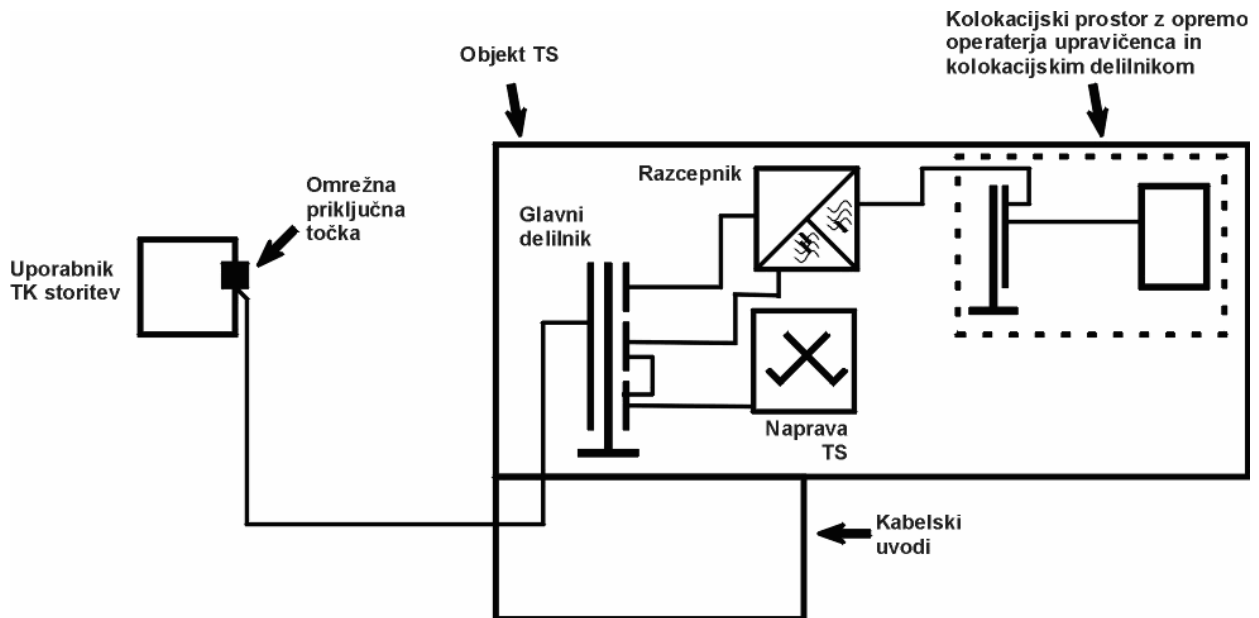 Kolokacijski prostor z opremo
operaterja upravičenca in
kolokacijskim delilnikom
Objekt TS
Razcepnik
Omrežna
priključna
točka
Glavni
delilnik
Uporabnik
TK storitev
Naprava
TS
Kabelski
uvodi